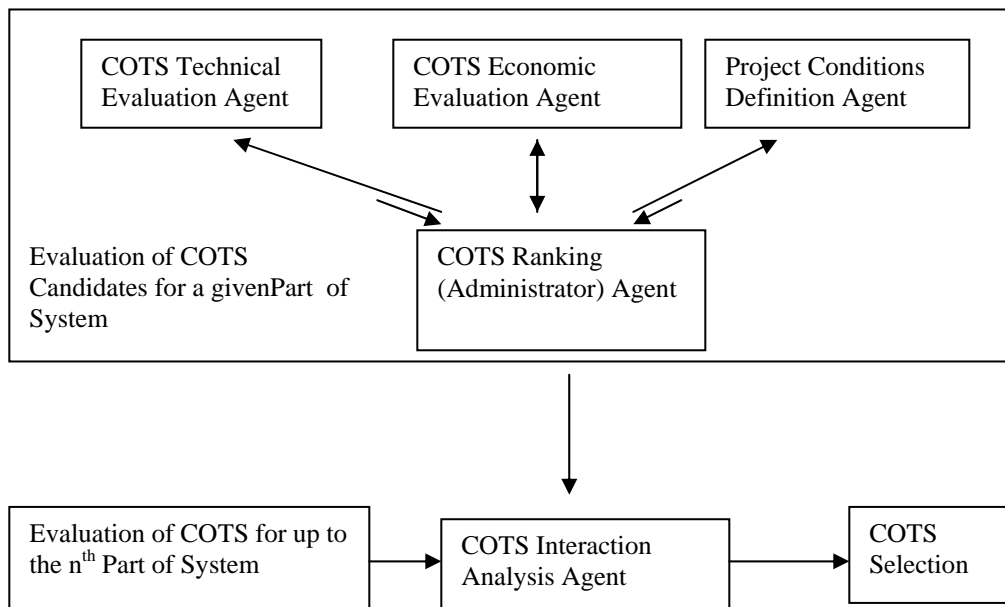 COTS Technical
Evaluation Agent
COTS Economic
Evaluation Agent
Project Conditions
Definition Agent
Evaluation of COTS
Candidates for a givenPart of
System
COTS Ranking
(Administrator) Agent
Evaluation of COTS for up to
the nth Part of System
COTS Interaction
Analysis Agent
COTS
Selection